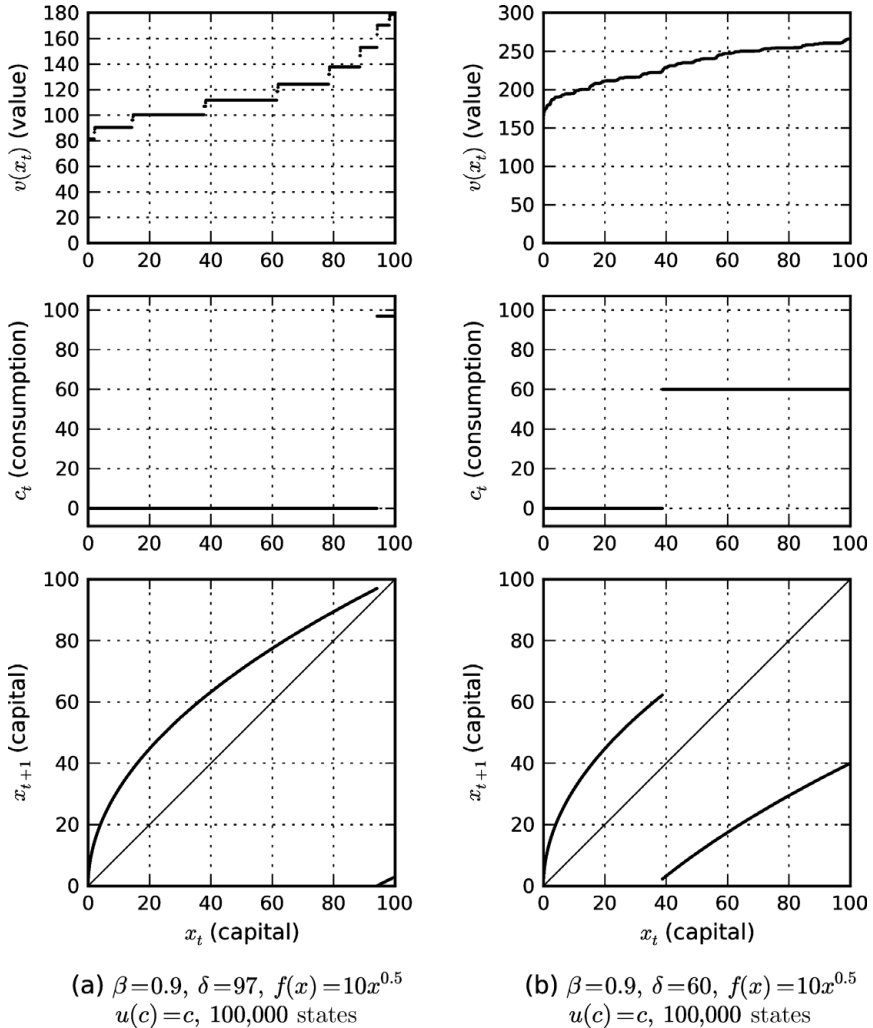 180
160
140
120
100
80
60
40
20
0
v(x_t) (value)
0 20 40 60 80 100
300
250
200
150
100
50
0
v(x_t) (value)
0 20 40 60 80 100
100
80
60
40
20
0
c_t (consumption)
0 20 40 60 80 100
100
80
60
40
20
0
c_t (consumption)
0 20 40 60 80 100
100
80
60
40
20
0
x_{t+1} (capital)
0 20 40 60 80 100
x_t (capital)
100
80
60
40
20
0
x_{t+1} (capital)
0 20 40 60 80 100
x_t (capital)
(a) β=0.9, δ=97, f(x)=10x^{0.5}
u(c)=c, 100,000 states
(b) β=0.9, δ=60, f(x)=10x^{0.5}
u(c)=c, 100,000 states